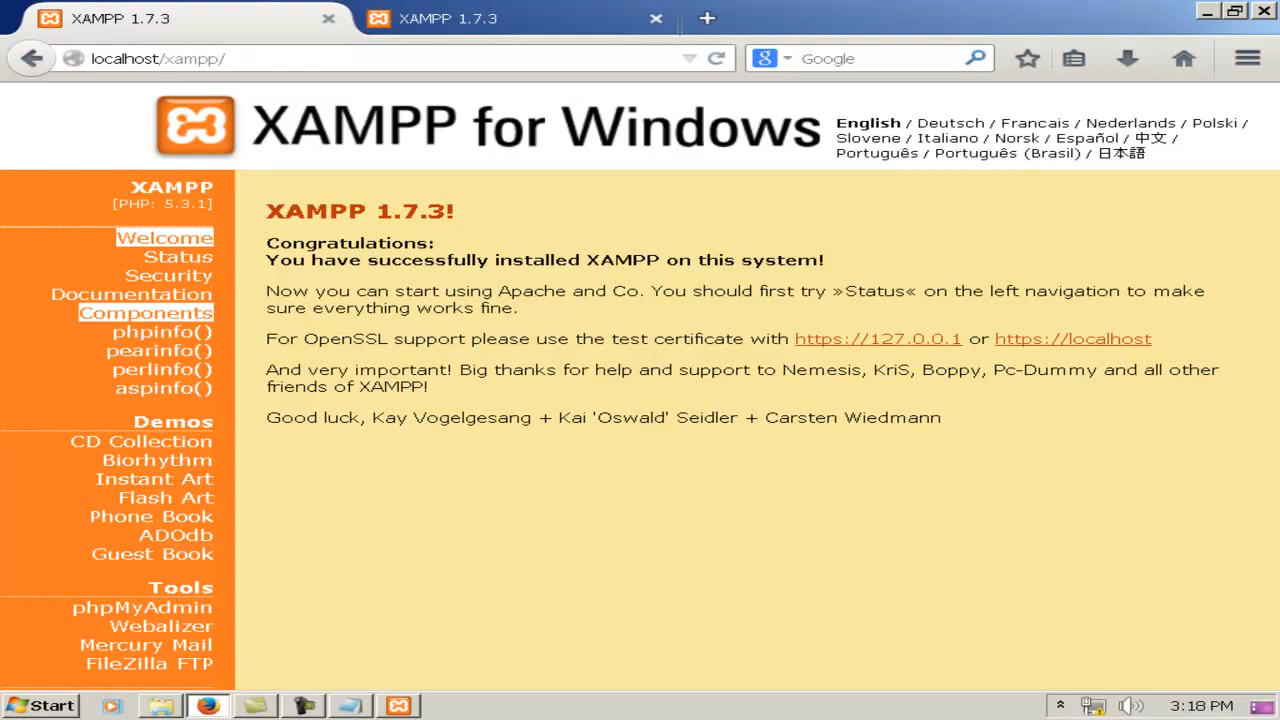 XAMPP 1.7.3
XAMPP 1.7.3
localhost/xampp/
Google
XAMPP for Windows
English / Deutsch / Francais / Nederlands / Polski /
Slovene / Italiano / Norsk / Español / 中文 /
Português / Português (Brasil) / 日本語
XAMPP
[PHP: 5.3.1]
Welcome
Status
Security
Documentation
Components
phpinfo()
pearinfo()
perlinfo()
aspinfo()
Demos
CD Collection
Biorhythm
Instant Art
Flash Art
Phone Book
ADOdb
Guest Book
Tools
phpMyAdmin
Webalizer
Mercury Mail
FileZilla FTP
XAMPP 1.7.3!
Congratulations:
You have successfully installed XAMPP on this system!
Now you can start using Apache and Co. You should first try »Status« on the left navigation to make
sure everything works fine.
For OpenSSL support please use the test certificate with https://127.0.0.1 or https://localhost
And very important! Big thanks for help and support to Nemesis, KriS, Boppy, Pc-Dummy and all other
friends of XAMPP!
Good luck, Kay Vogelgesang + Kai 'Oswald' Seidler + Carsten Wiedmann
Start
3:18 PM